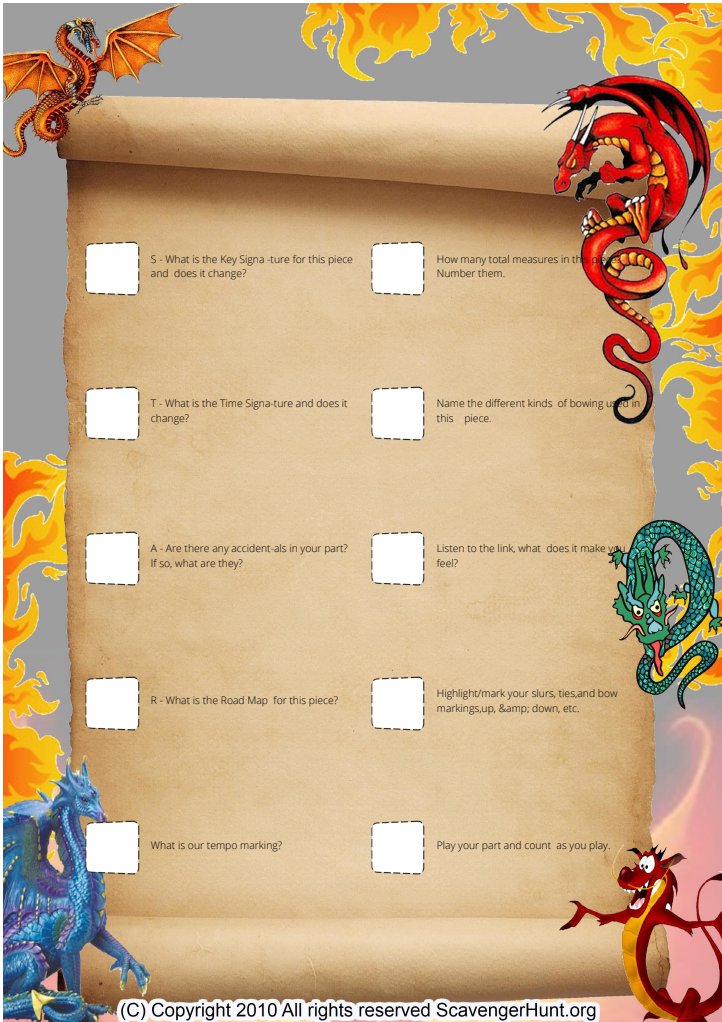 S - What is the Key Signa -ture for this piece
and does it change?
How many total measures in this piece?
Number them.
T - What is the Time Signa-ture and does it
change?
Name the different kinds of bowing used in
this piece.
A - Are there any accident-als in your part?
If so, what are they?
Listen to the link, what does it make you
feel?
R - What is the Road Map for this piece?
Highlight/mark your slurs, ties,and bow
markings,up, &amp; down, etc.
What is our tempo marking?
Play your part and count as you play.
(C) Copyright 2010 All rights reserved ScavengerHunt.org